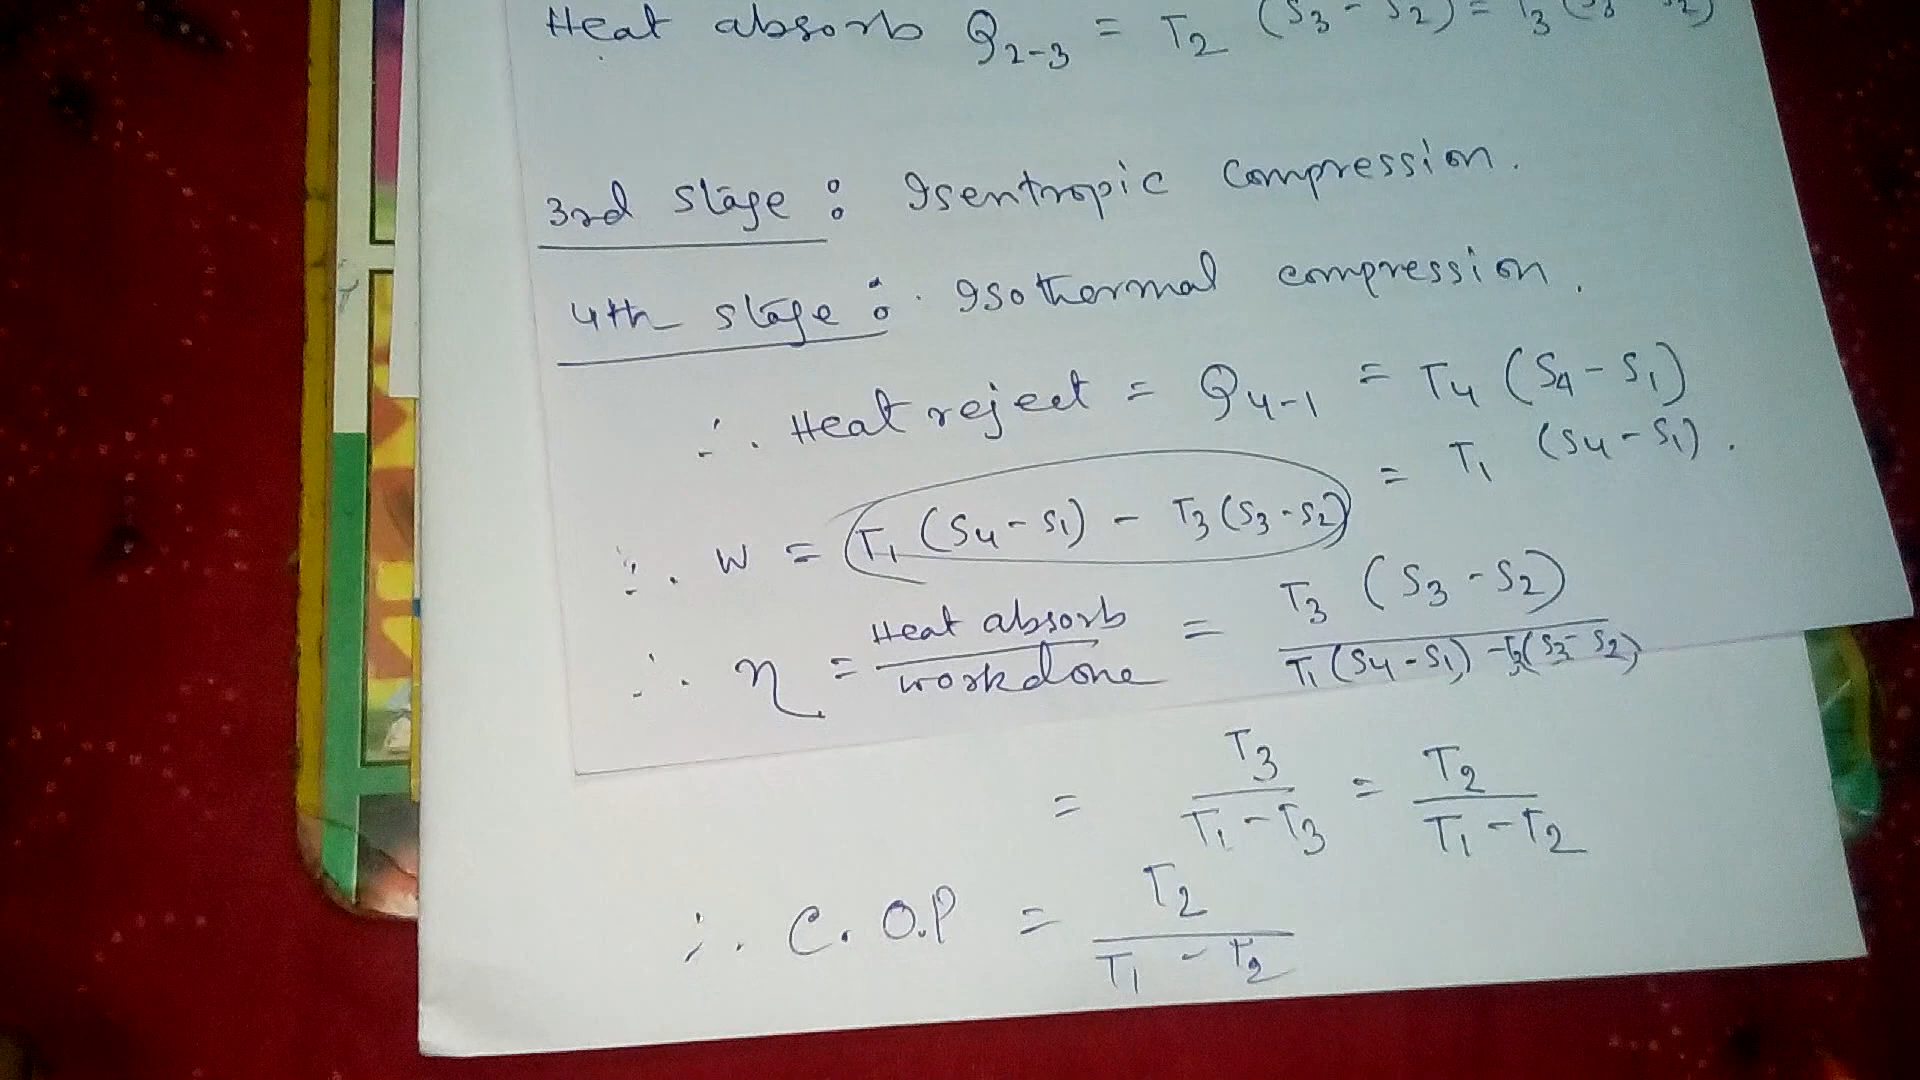 Heat absorb Q2-3 = T2 (S3 - S2) = T3 (S3 - S2)
3rd stage : Isentropic compression.
4th stage : Isothermal compression.
∴ Heat reject = Q4-1 = T4 (S4 - S1)
= T1 (S4 - S1).
∴ W = T1 (S4 - S1) - T3 (S3 - S2)
∴ η = Heat absorb / workdone = T3 (S3 - S2) / T1 (S4 - S1) - T3 (S3 - S2)
= T3 / T1 - T3 = T2 / T1 - T2
∴ C.O.P = T2 / T1 - T2